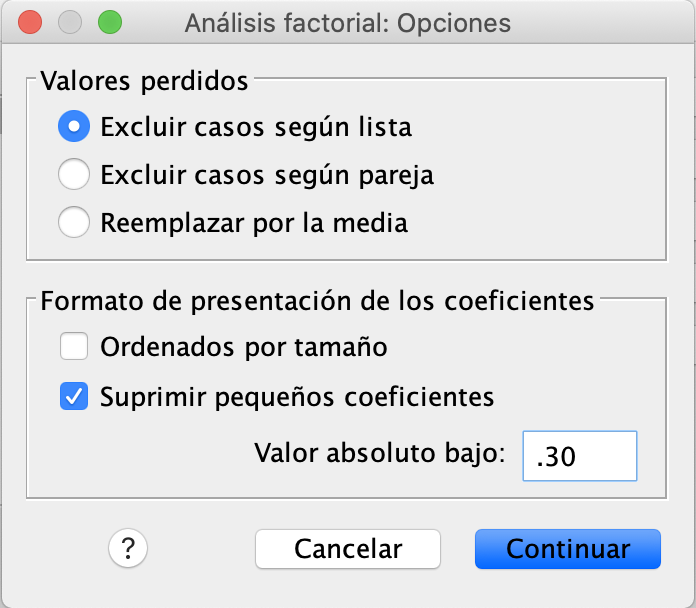 Análisis factorial: Opciones
Valores perdidos
Excluir casos según lista
Excluir casos según pareja
Reemplazar por la media
Formato de presentación de los coeficientes
Ordenados por tamaño
Suprimir pequeños coeficientes
Valor absoluto bajo: .30
? Cancelar Continuar